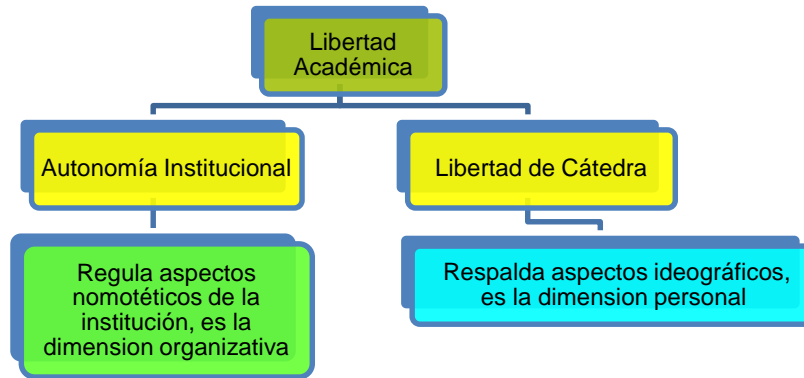 Libertad
Académica
Autonomía Institucional
Libertad de Cátedra
Regula aspectos
nomotéticos de la
institución, es la
dimension organizativa
Respalda aspectos ideográficos,
es la dimension personal